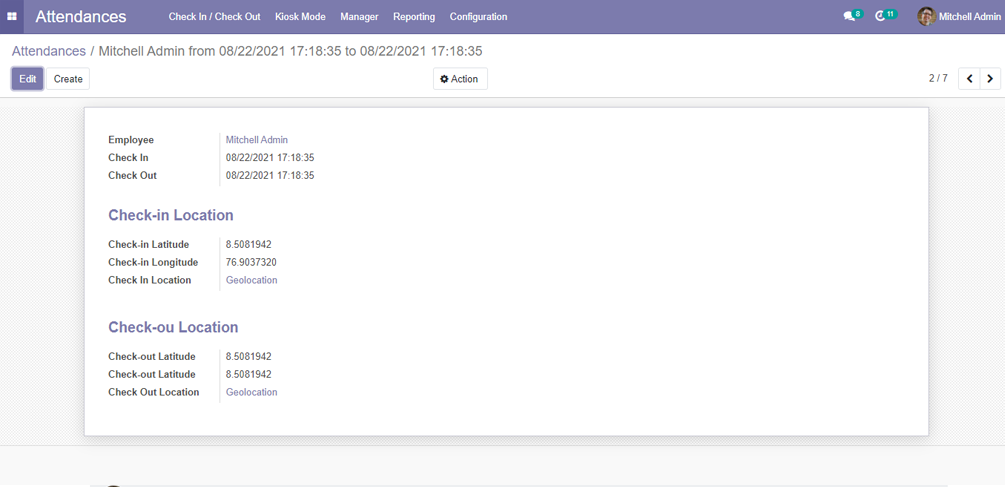 Attendances Check In / Check Out Kiosk Mode Manager Reporting Configuration 8 11 Mitchell Admin
Attendances / Mitchell Admin from 08/22/2021 17:18:35 to 08/22/2021 17:18:35
Edit Create Action 2 / 7
Employee Mitchell Admin
Check In 08/22/2021 17:18:35
Check Out 08/22/2021 17:18:35
Check-in Location
Check-in Latitude 8.5081942
Check-in Longitude 76.9037320
Check In Location Geolocation
Check-ou Location
Check-out Latitude 8.5081942
Check-out Latitude 8.5081942
Check Out Location Geolocation